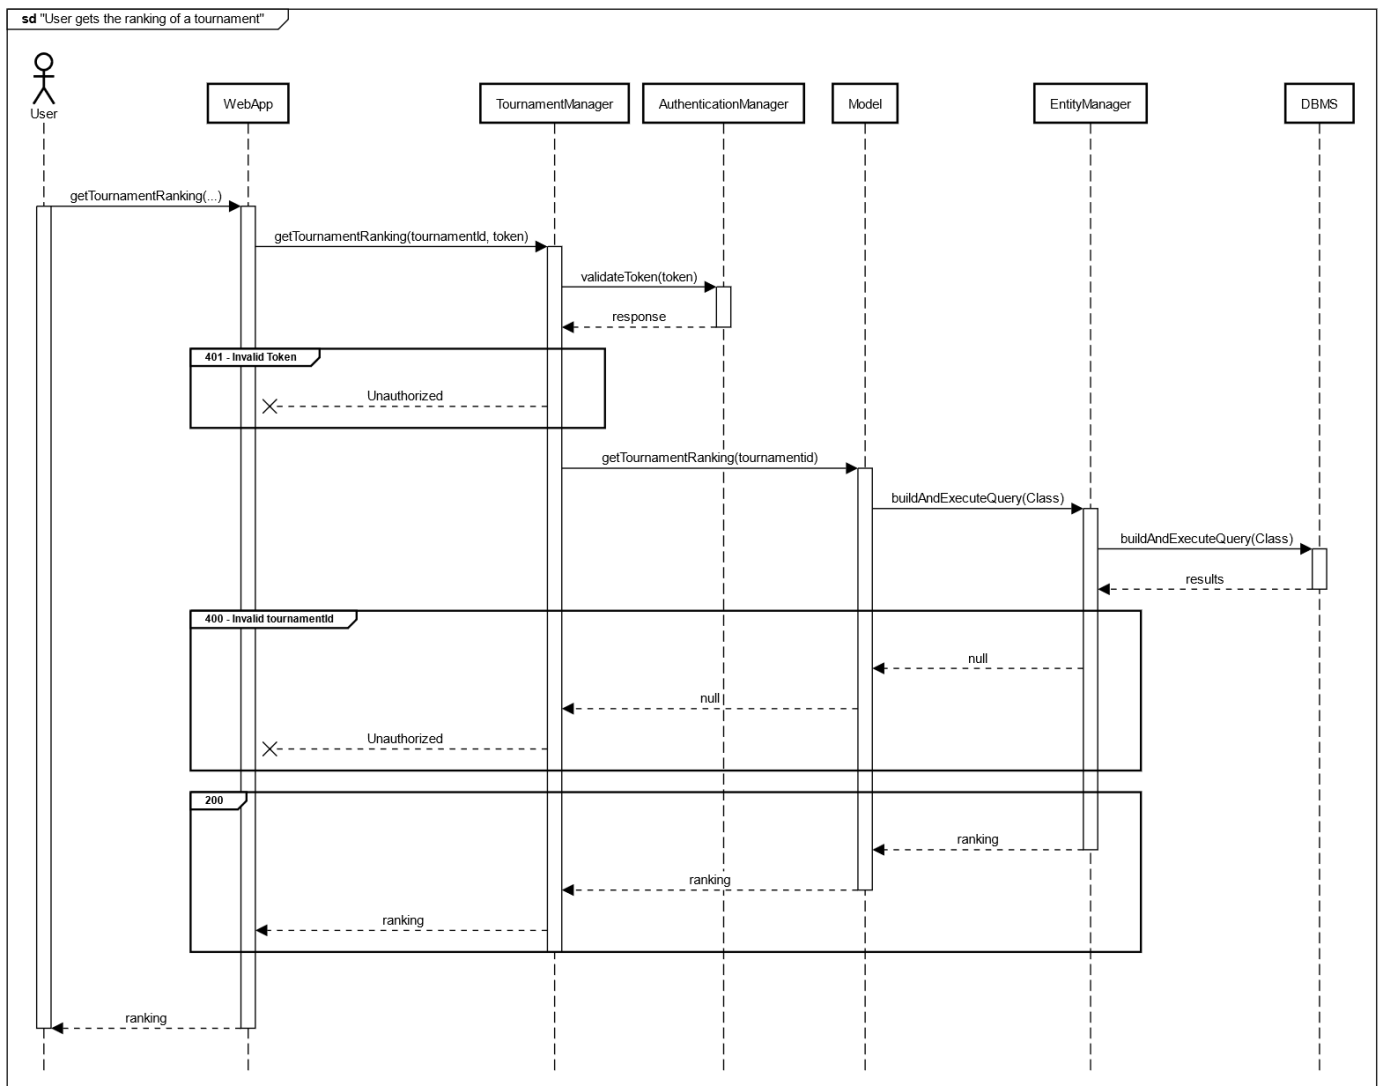 sd "User gets the ranking of a tournament"
User
WebApp
TournamentManager
AuthenticationManager
Model
EntityManager
DBMS
getTournamentRanking(...)
getTournamentRanking(tournamentId, token)
validateToken(token)
response
401 - Invalid Token
Unauthorized
getTournamentRanking(tournamentid)
buildAndExecuteQuery(Class)
buildAndExecuteQuery(Class)
results
400 - Invalid tournamentId
null
null
Unauthorized
200
ranking
ranking
ranking
ranking